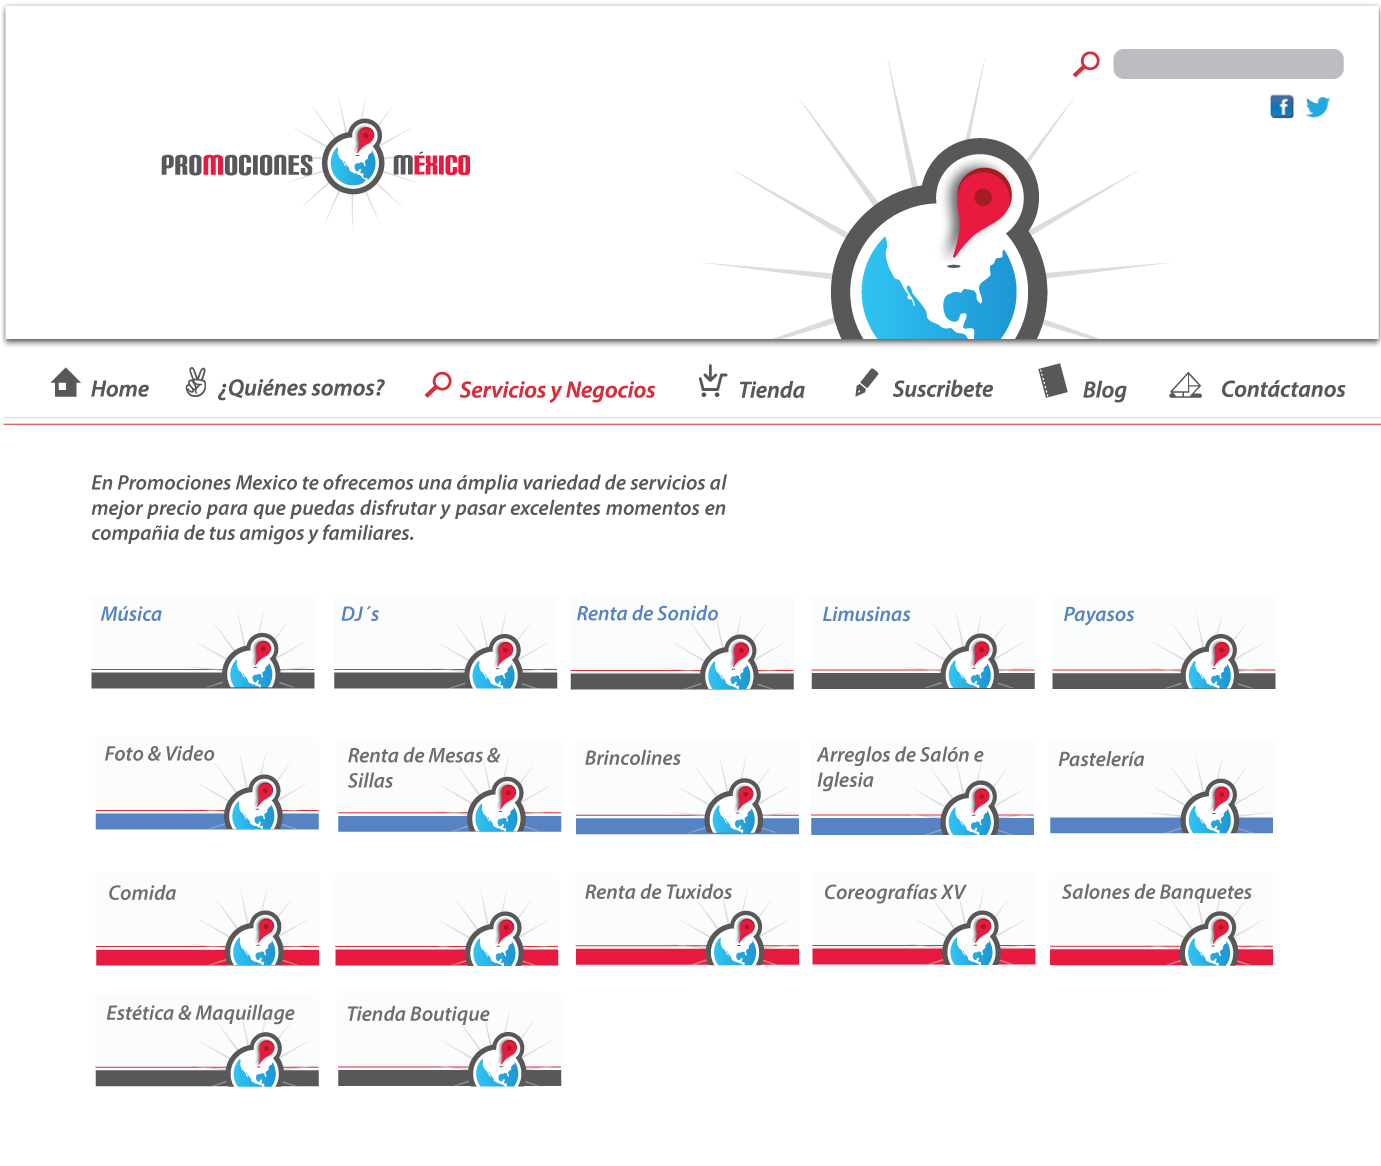 PROMOCIONES MÉXICO
Home ¿Quiénes somos? Servicios y Negocios Tienda Suscribete Blog Contáctanos
En Promociones Mexico te ofrecemos una ámplia variedad de servicios al
mejor precio para que puedas disfrutar y pasar excelentes momentos en
compañia de tus amigos y familiares.
Música
DJ´s
Renta de Sonido
Limusinas
Payasos
Foto & Video
Renta de Mesas &
Sillas
Brincolines
Arreglos de Salón e
Iglesia
Pastelería
Comida
Renta de Tuxidos
Coreografías XV
Salones de Banquetes
Estética & Maquillage
Tienda Boutique